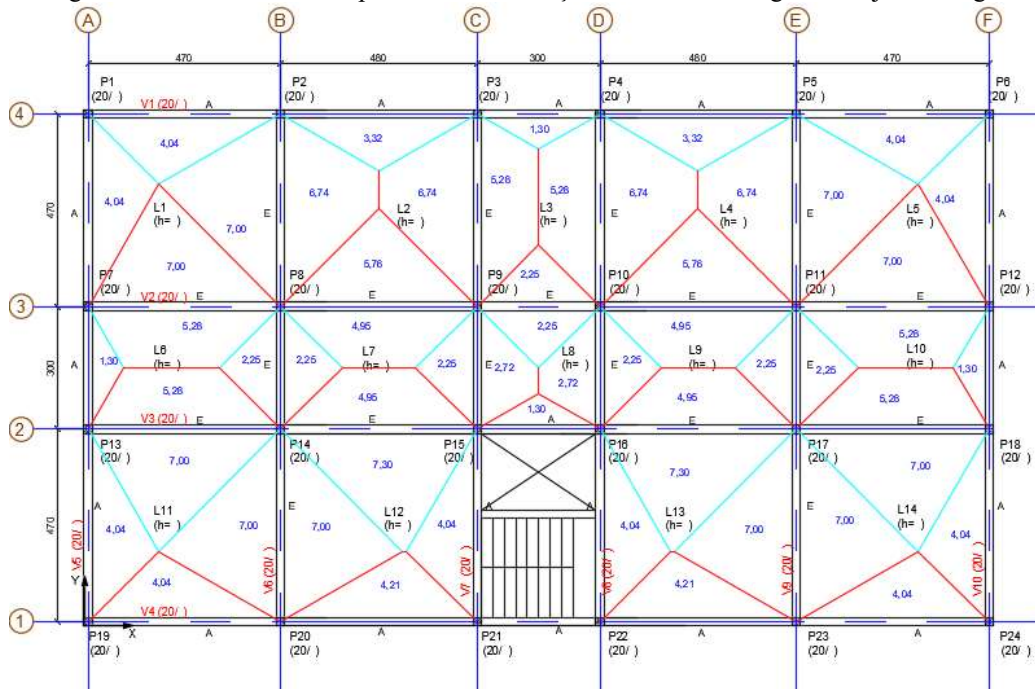 A B C D E F
470 480 300 480 470
P1 P2 P3 P4 P5 P6
(20/ ) (20/ ) (20/ ) (20/ ) (20/ ) (20/ )
V1 (20/ ) A A A A A
4
4,04 3,32 1,30 3,32 4,04
4,04 6,74 6,74 5,28 5,28 6,74 6,74 7,00 4,04
470 A L1 E L2 E L3 E L4 E L5 A
(h= ) (h= ) (h= ) (h= ) (h= )
7,00
7,00 5,76 2,25 5,76 7,00
P7 P8 P9 P10 P11 P12
(20/ ) (20/ ) (20/ ) (20/ ) (20/ ) (20/ )
V2 (20/ ) E E E E E
3
5,28 4,95 2,25 4,95 5,28
300 A 1,30 L6 2,25 E 2,25 L7 2,25 E 2,72 L8 2,72 E 2,25 L9 2,25 E 2,25 L10 1,30 A
(h= ) (h= ) (h= ) (h= ) (h= )
5,28 4,95 1,30 4,95 5,28
V3 (20/ ) E E A E E
2
P13 P14 P15 P16 P17 P18
(20/ ) (20/ ) (20/ ) (20/ ) (20/ ) (20/ )
7,00 7,30 7,30 7,00
470 A L11 E L12 A A L13 E L14 A
(h= ) (h= ) (h= ) (h= )
4,04 7,00 7,00 4,04 4,04 7,00 7,00 4,04
V5 (20/ ) V6 (20/ ) V7 (20/ ) V8 (20/ ) V9 (20/ ) V10 (20/ )
4,04 4,21 4,21 4,04
Y
V4 (20/ )
X
1
A A A A A
P19 P20 P21 P22 P23 P24
(20/ ) (20/ ) (20/ ) (20/ ) (20/ ) (20/ )